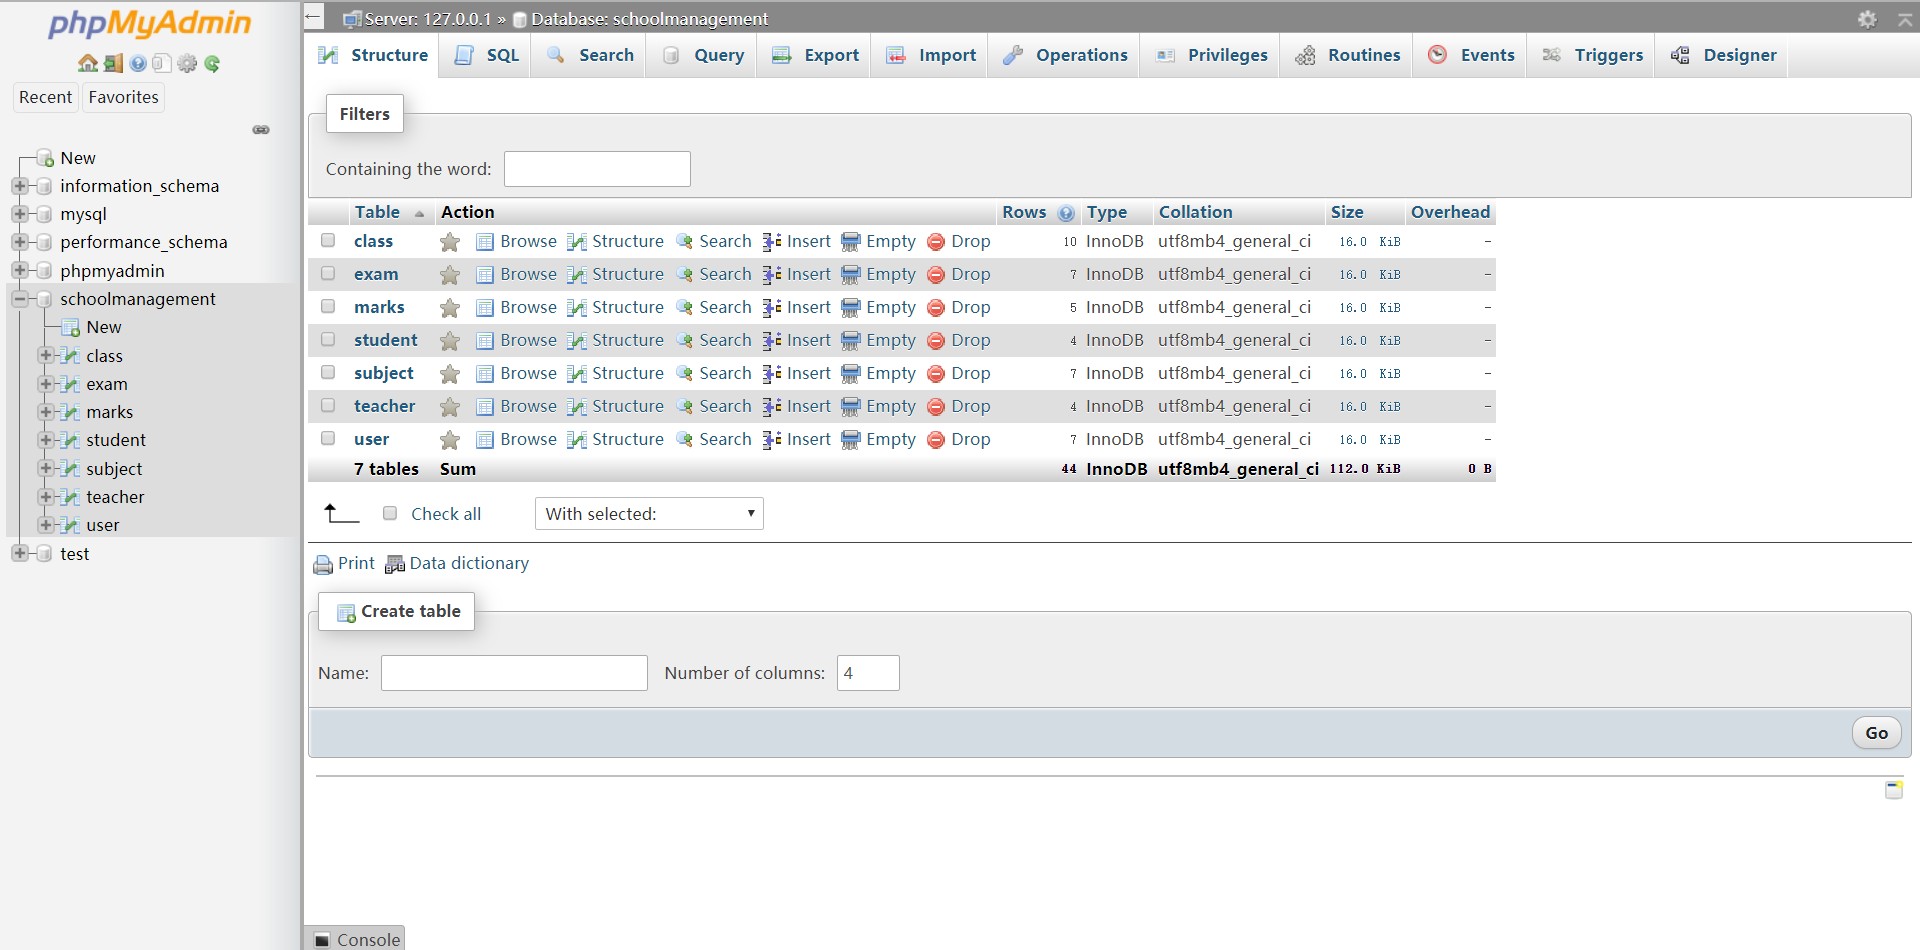 phpMyAdmin
Recent Favorites
New
information_schema
mysql
performance_schema
phpmyadmin
schoolmanagement
New
class
exam
marks
student
subject
teacher
user
test
Server: 127.0.0.1 » Database: schoolmanagement
Structure SQL Search Query Export Import Operations Privileges Routines Events Triggers Designer
Filters
Containing the word:
Table Action Rows Type Collation Size Overhead
class Browse Structure Search Insert Empty Drop 10 InnoDB utf8mb4_general_ci 16.0 KiB -
exam Browse Structure Search Insert Empty Drop 7 InnoDB utf8mb4_general_ci 16.0 KiB -
marks Browse Structure Search Insert Empty Drop 5 InnoDB utf8mb4_general_ci 16.0 KiB -
student Browse Structure Search Insert Empty Drop 4 InnoDB utf8mb4_general_ci 16.0 KiB -
subject Browse Structure Search Insert Empty Drop 7 InnoDB utf8mb4_general_ci 16.0 KiB -
teacher Browse Structure Search Insert Empty Drop 4 InnoDB utf8mb4_general_ci 16.0 KiB -
user Browse Structure Search Insert Empty Drop 7 InnoDB utf8mb4_general_ci 16.0 KiB -
7 tables Sum 44 InnoDB utf8mb4_general_ci 112.0 KiB 0 B
Check all With selected:
Print Data dictionary
Create table
Name: Number of columns: 4
Go
Console